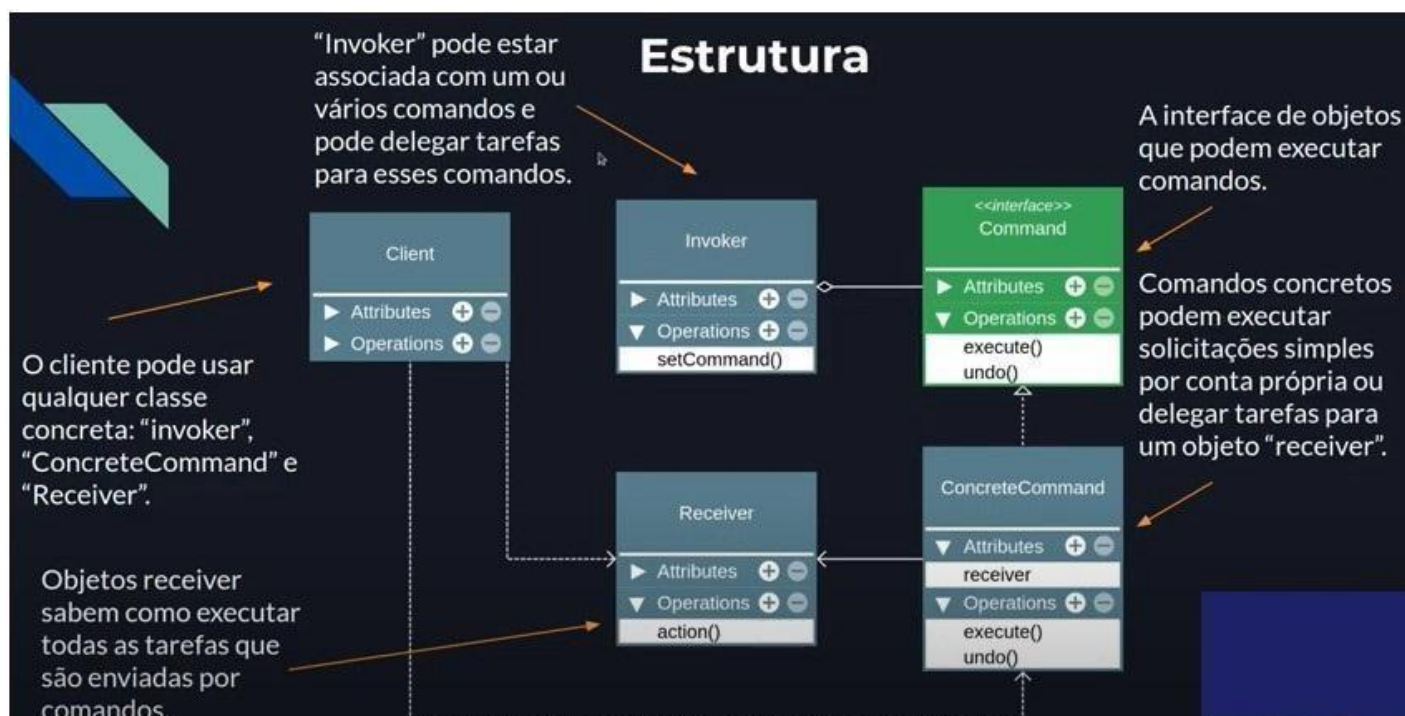 Estrutura
“Invoker” pode estar
associada com um ou
vários comandos e
pode delegar tarefas
para esses comandos.
A interface de objetos
que podem executar
comandos.
Client
Attributes
Operations
Invoker
Attributes
Operations
setCommand()
<<interface>>
Command
Attributes
Operations
execute()
undo()
Comandos concretos
podem executar
solicitações simples
por conta própria ou
delegar tarefas para
um objeto “receiver”.
O cliente pode usar
qualquer classe
concreta: “invoker”,
“ConcreteCommand” e
“Receiver”.
Receiver
Attributes
Operations
action()
ConcreteCommand
Attributes
receiver
Operations
execute()
undo()
Objetos receiver
sabem como executar
todas as tarefas que
são enviadas por
comandos.